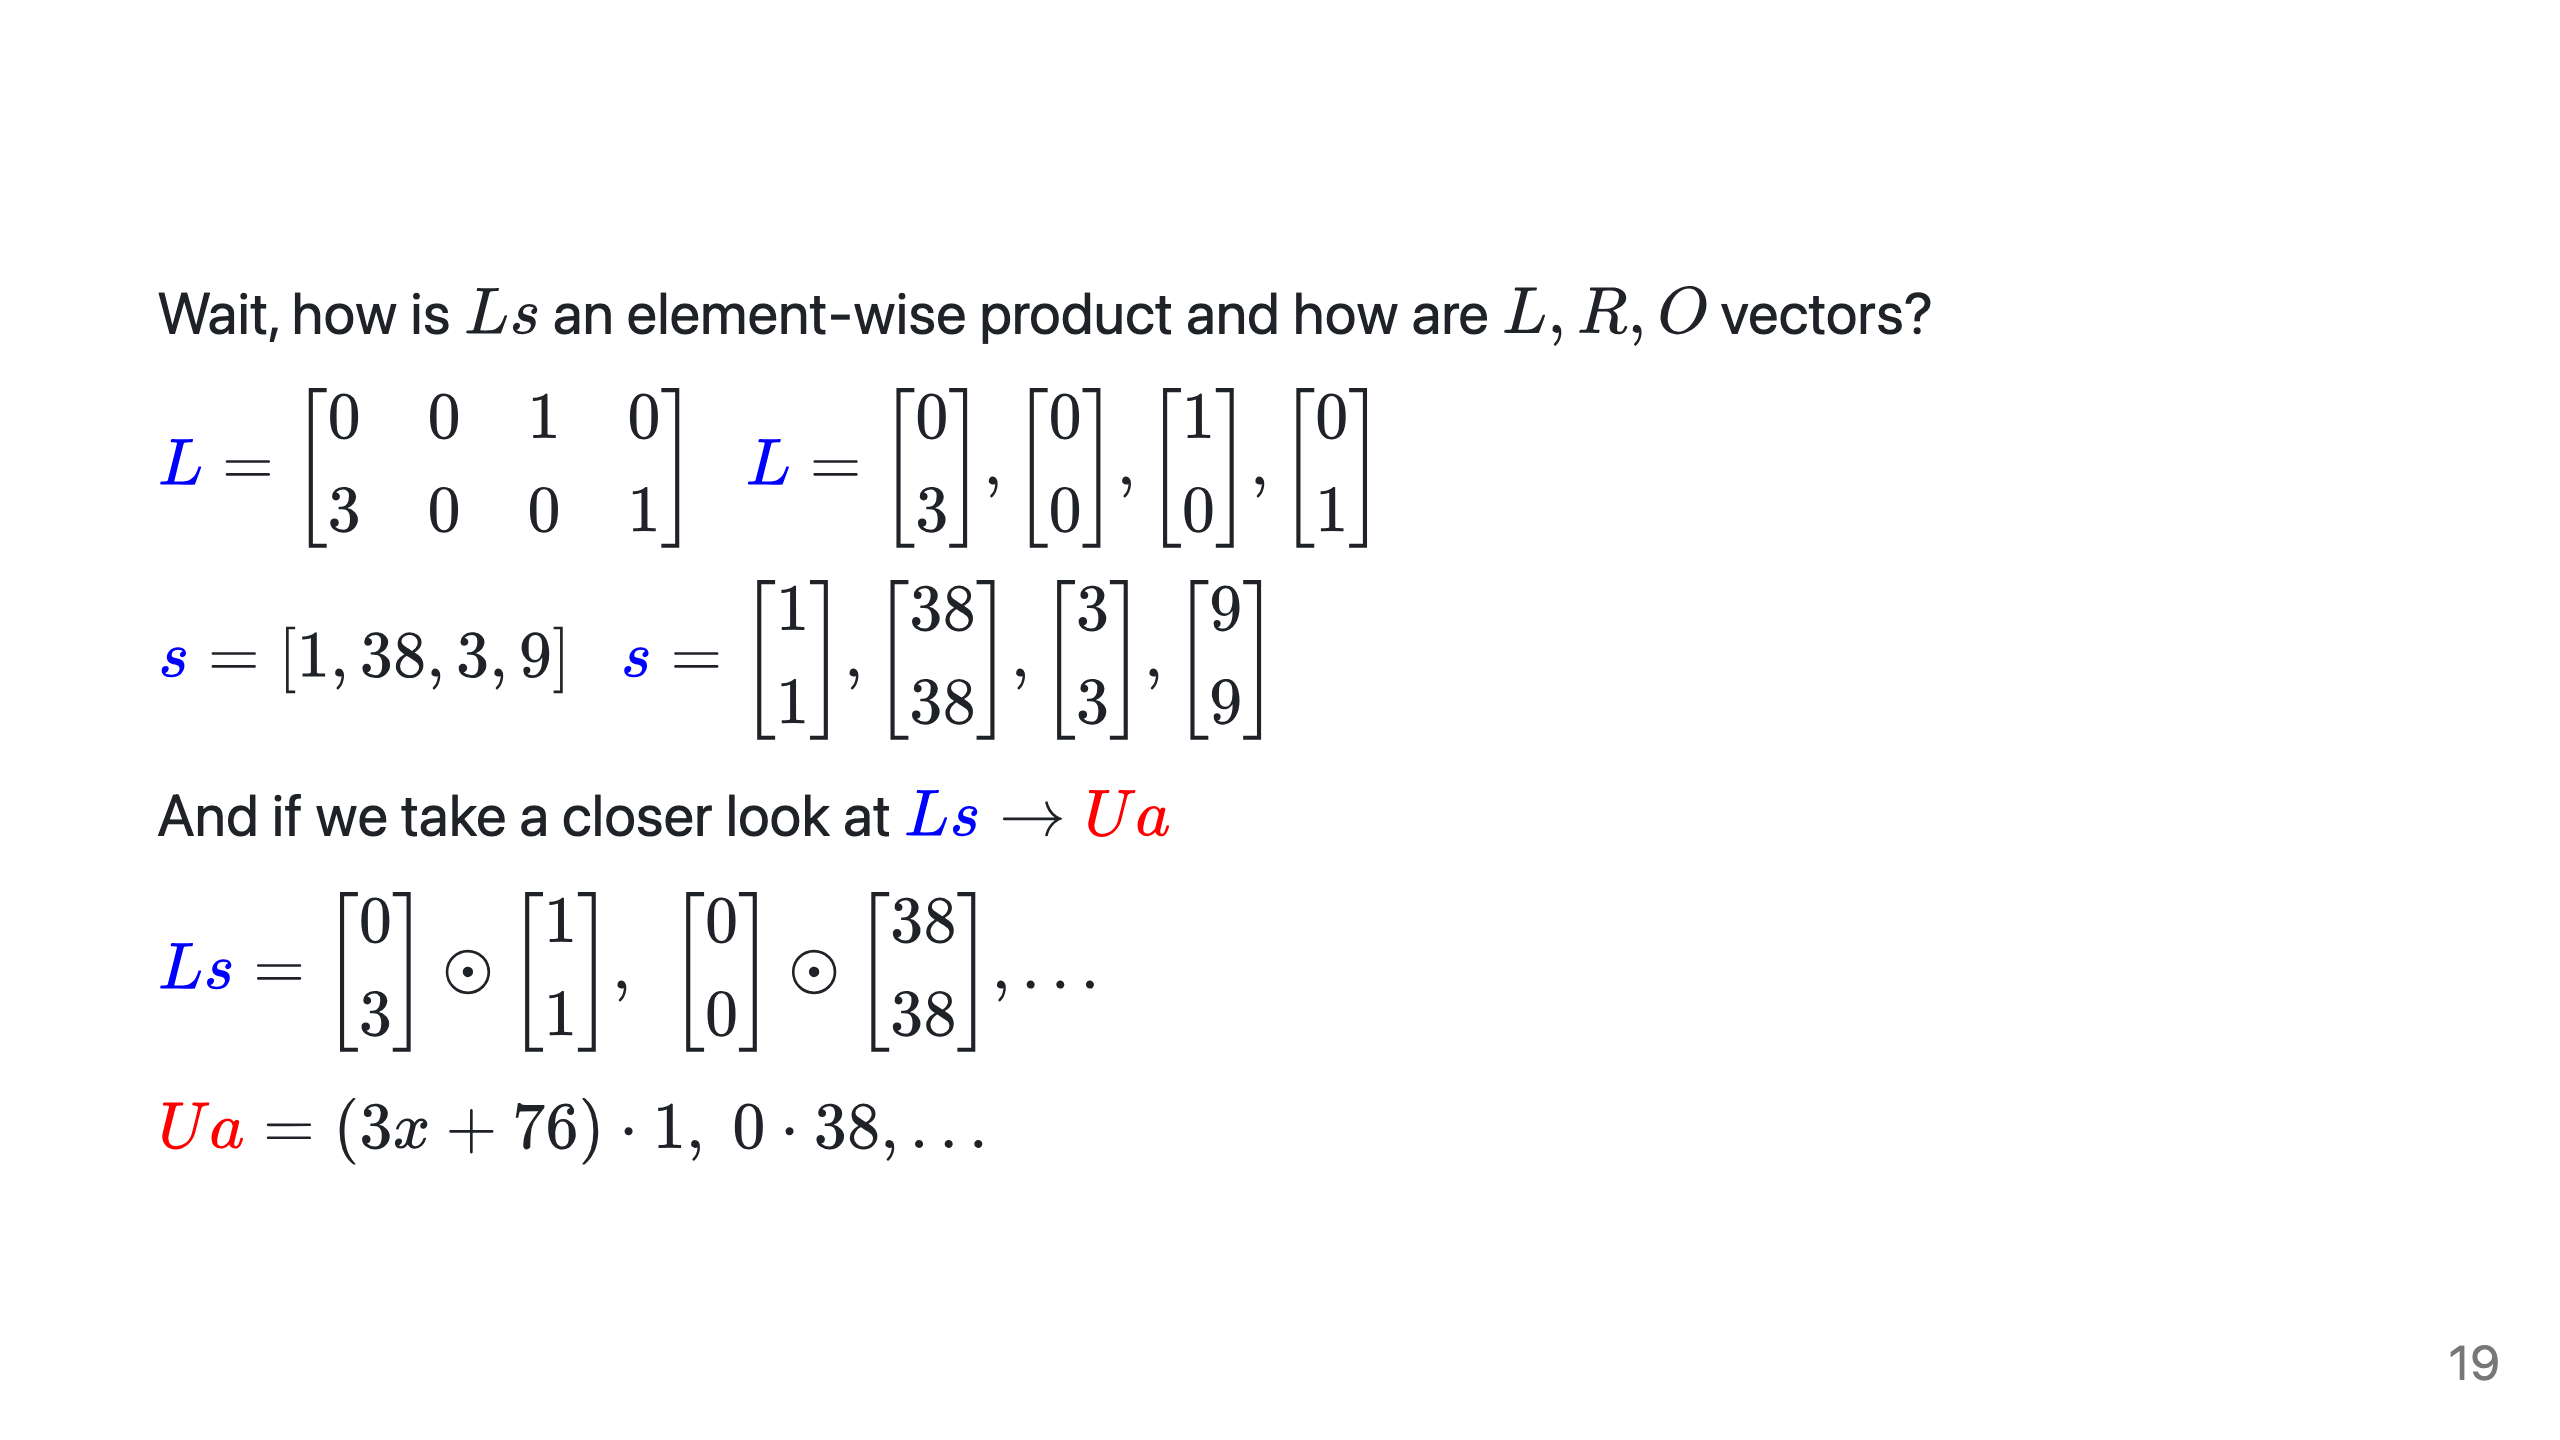 Wait, how is Ls an element-wise product and how are L, R, O vectors?
L = [0 0 1 0; 3 0 0 1] L = [0; 3], [0; 0], [1; 0], [0; 1]
s = [1, 38, 3, 9] s = [1; 1], [38; 38], [3; 3], [9; 9]
And if we take a closer look at Ls → Ua
Ls = [0; 3] ⊙ [1; 1], [0; 0] ⊙ [38; 38], . . .
Ua = (3x + 76) · 1, 0 · 38, . . .
19